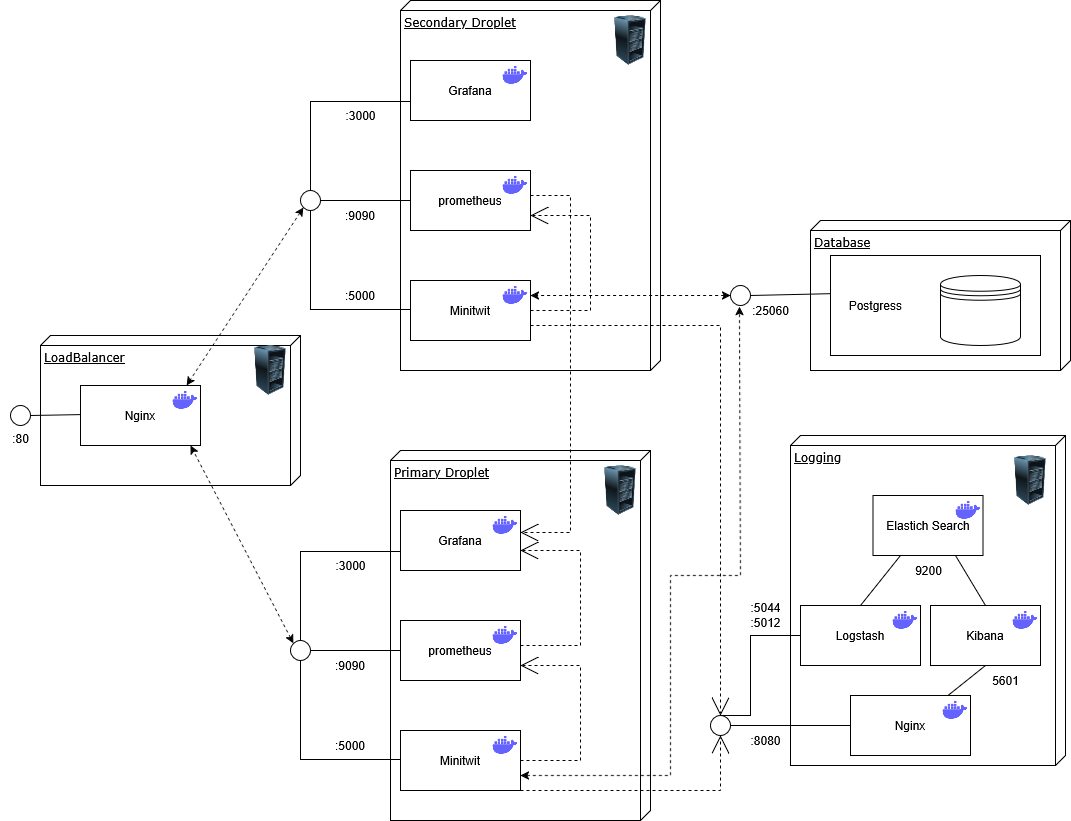 Secondary Droplet
Grafana
:3000
prometheus
:9090
Minitwit
:5000
Database
Postgress
:25060
LoadBalancer
Nginx
:80
Primary Droplet
Grafana
:3000
prometheus
:9090
Minitwit
:5000
Logging
Elastich Search
9200
:5044
:5012
Logstash
Kibana
5601
Nginx
:8080